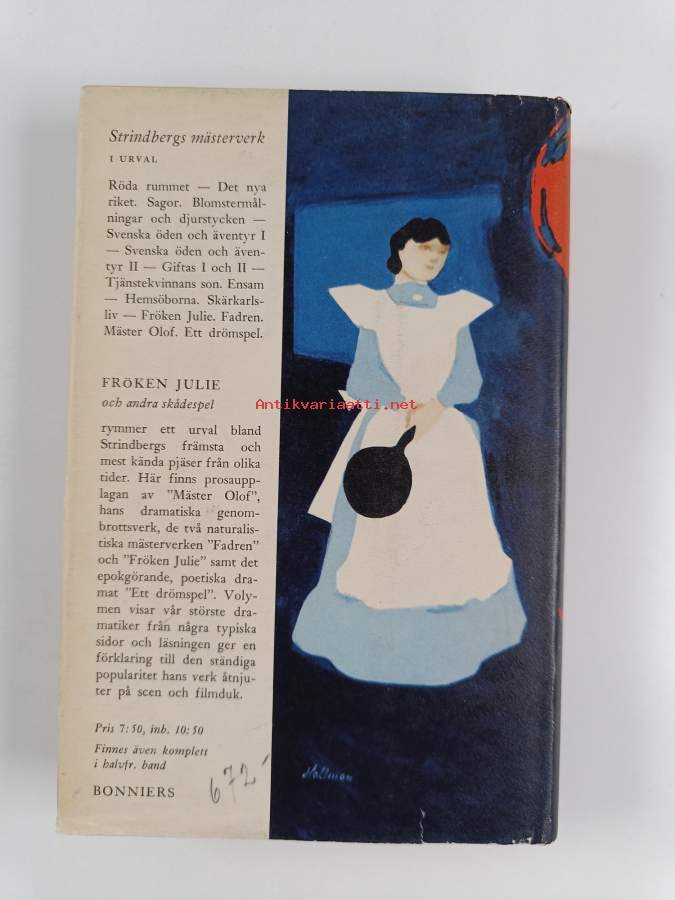 Strindbergs mästerverk
I URVAL
Röda rummet — Det nya
riket. Sagor. Blomstermål-
ningar och djurstycken —
Svenska öden och äventyr I
— Svenska öden och även-
tyr II — Giftas I och II —
Tjänstekvinnans son. Ensam
— Hemsöborna. Skärkarls-
liv — Fröken Julie. Fadren.
Mäster Olof. Ett drömspel.
FRÖKEN JULIE
och andra skådespel
Antikvariaatti.net
rymmer ett urval bland
Strindbergs främsta och
mest kända pjäser från olika
tider. Här finns prosaupp-
lagan av ”Mäster Olof”,
hans dramatiska genom-
brottsverk, de två naturalis-
tiska mästerverken ”Fadren”
och ”Fröken Julie” samt det
epokgörande, poetiska dra-
mat ”Ett drömspel”. Voly-
men visar vår störste dra-
matiker från några typiska
sidor och läsningen ger en
förklaring till den ständiga
popularitet hans verk åtnju-
ter på scen och filmduk.
Pris 7:50, inb. 10:50
Finnes även komplett
i halvfr. band
BONNIERS
672
Hallman